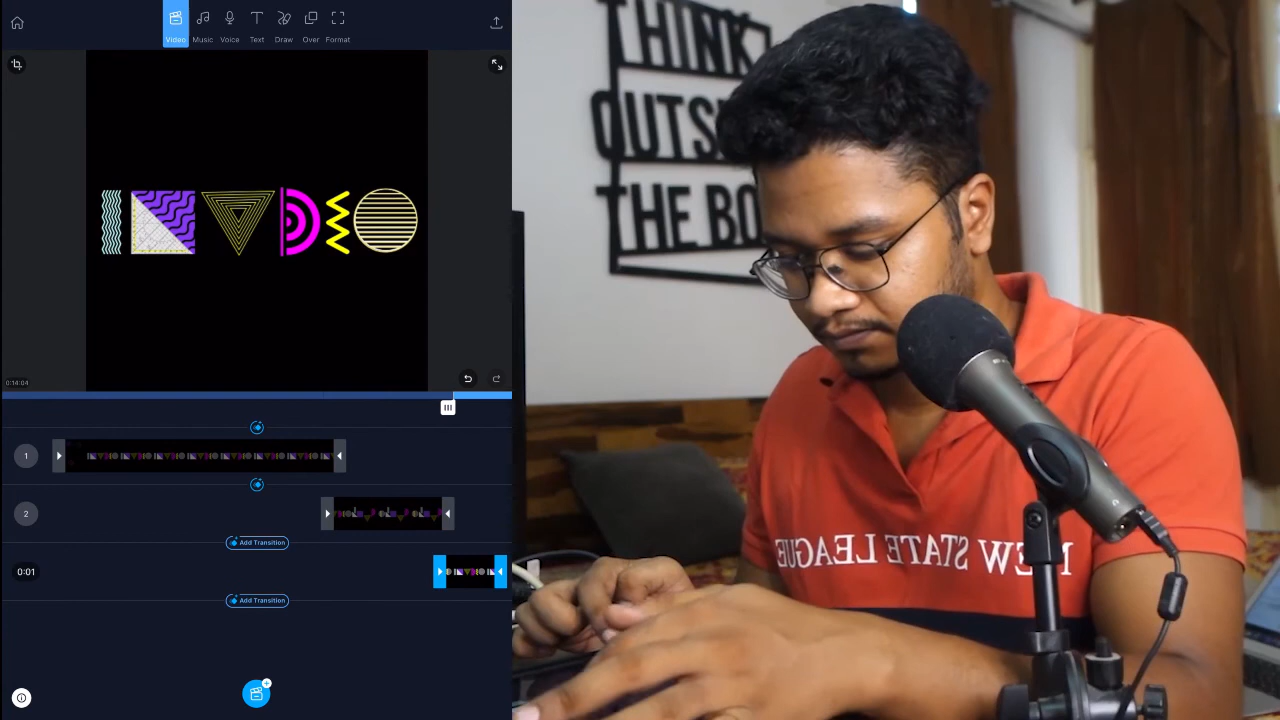 Video Music Voice Text Draw Over Format
0:14:04
1
2
Add Transition
0:01
Add Transition
THINK
OUTS
THE BO
NEW STATE LEAGUE